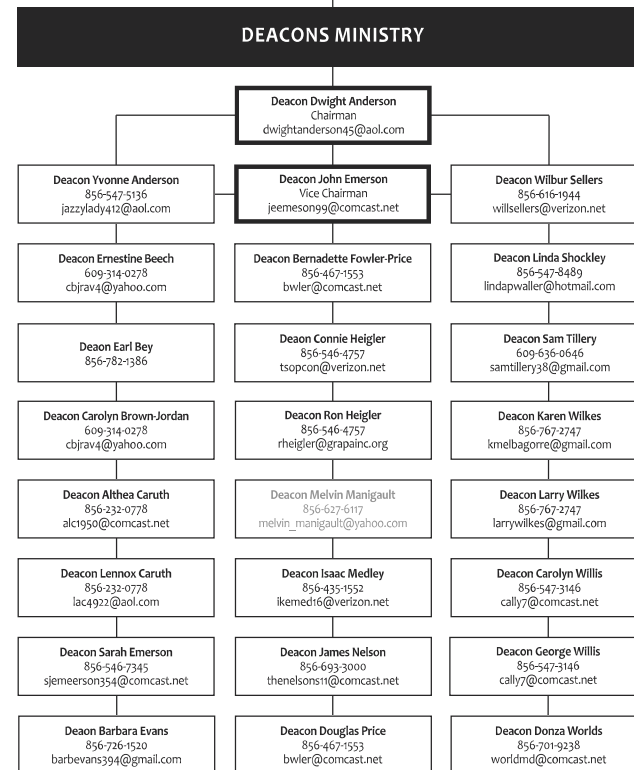 DEACONS MINISTRY
Deacon Dwight Anderson
Chairman
dwightanderson45@aol.com
Deacon Yvonne Anderson
856-547-5136
jazzylady412@aol.com
Deacon John Emerson
Vice Chairman
jeemeson99@comcast.net
Deacon Wilbur Sellers
856-616-1944
willsellers@verizon.net
Deacon Ernestine Beech
609-314-0278
cbjrav4@yahoo.com
Deacon Bernadette Fowler-Price
856-467-1553
bwler@comcast.net
Deacon Linda Shockley
856-547-8489
lindapwaller@hotmail.com
Deaon Earl Bey
856-782-1386
Deaon Connie Heigler
856-546-4757
tsopcon@verizon.net
Deacon Sam Tillery
609-636-0646
samtillery38@gmail.com
Deacon Carolyn Brown-Jordan
609-314-0278
cbjrav4@yahoo.com
Deacon Ron Heigler
856-546-4757
rheigler@grapainc.org
Deacon Karen Wilkes
856-767-2747
kmelbagorre@gmail.com
Deacon Althea Caruth
856-232-0778
alc1950@comcast.net
Deacon Melvin Manigault
856-627-6117
melvin_manigault@yahoo.com
Deacon Larry Wilkes
856-767-2747
larrywilkes@gmail.com
Deacon Lennox Caruth
856-232-0778
lac4922@aol.com
Deacon Isaac Medley
856-435-1552
ikemed16@verizon.net
Deacon Carolyn Willis
856-547-3146
cally7@comcast.net
Deacon Sarah Emerson
856-546-7345
sjemeerson354@comcast.net
Deacon James Nelson
856-693-3000
thenelsons11@comcast.net
Deacon George Willis
856-547-3146
cally7@comcast.net
Deaon Barbara Evans
856-726-1520
barbevans394@gmail.com
Deacon Douglas Price
856-467-1553
bwler@comcast.net
Deacon Donza Worlds
856-701-9238
worldmd@comcast.net